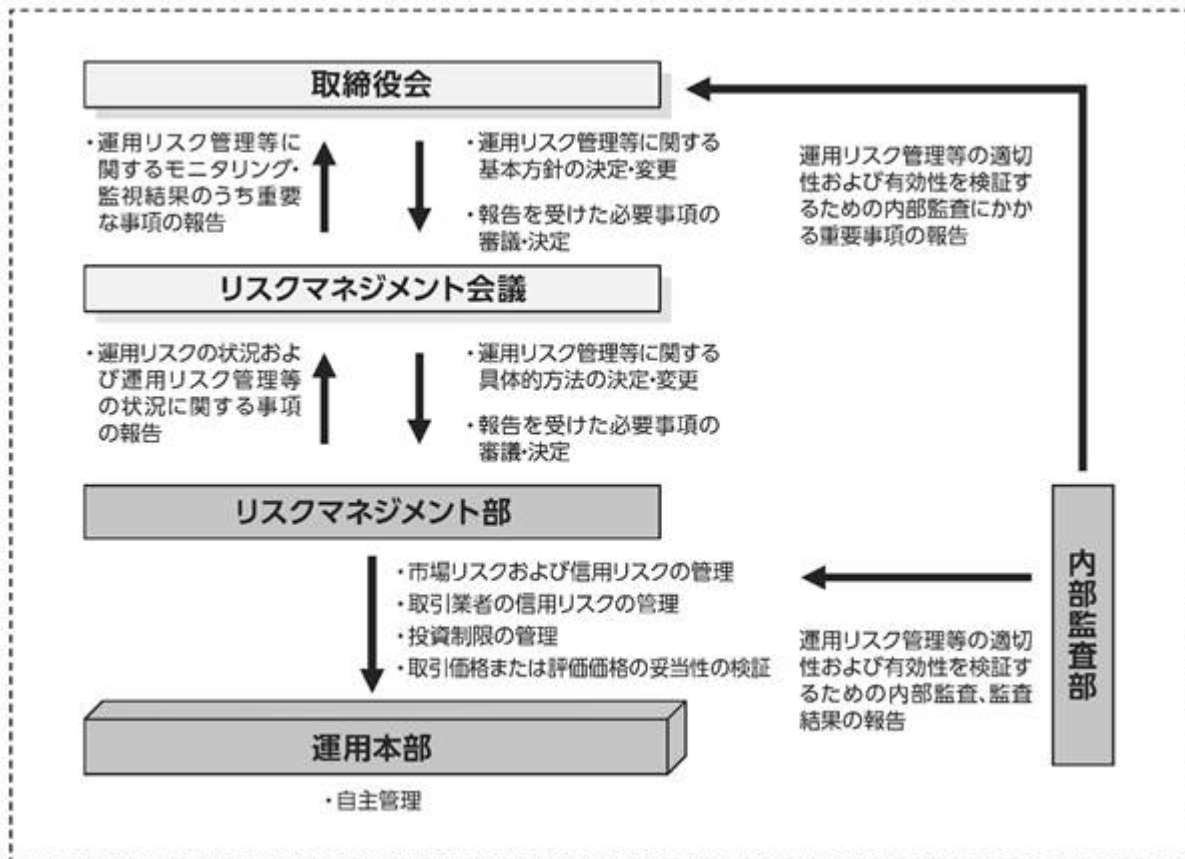 取締役会
・運用リスク管理等に
関するモニタリング・
監視結果のうち重要
な事項の報告
・運用リスク管理等に関する
基本方針の決定・変更
・報告を受けた必要事項の
審議・決定
運用リスク管理等の適切
性および有効性を検証す
るための内部監査にかか
る重要事項の報告
リスクマネジメント会議
・運用リスクの状況およ
び運用リスク管理等
の状況に関する事項
の報告
・運用リスク管理等に関する
具体的方法の決定・変更
・報告を受けた必要事項の
審議・決定
リスクマネジメント部
・市場リスクおよび信用リスクの管理
・取引業者の信用リスクの管理
・投資制限の管理
・取引価格または評価価格の妥当性の検証
内部監査部
運用リスク管理等の適切
性および有効性を検証す
るための内部監査、監査
結果の報告
運用本部
・自主管理